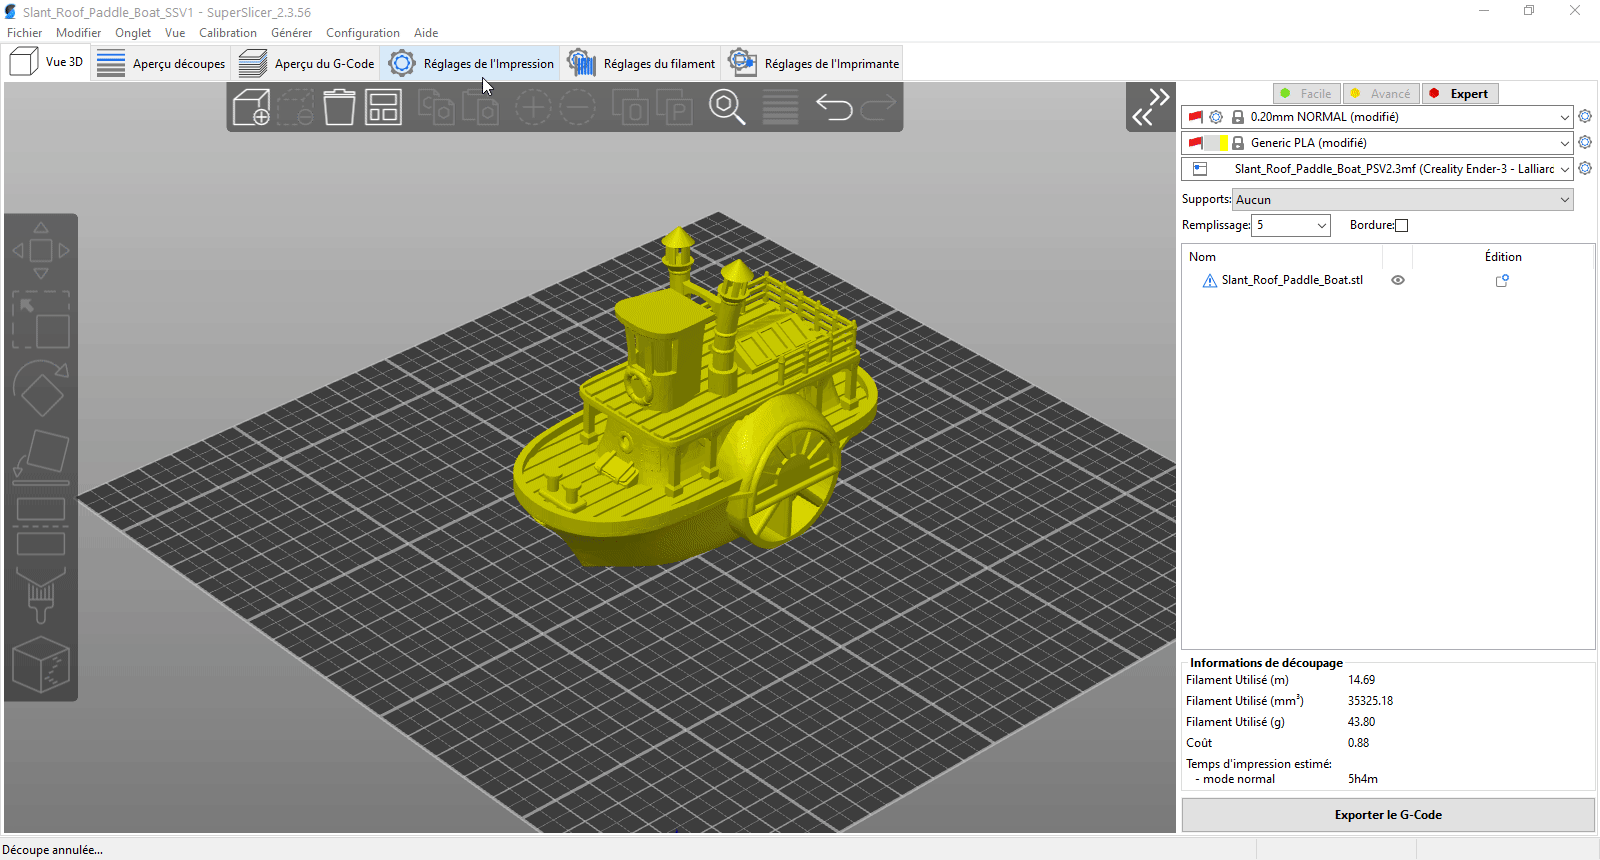 Slant_Roof_Paddle_Boat_SSV1 - SuperSlicer_2.3.56
Fichier Modifier Onglet Vue Calibration Générer Configuration Aide
Vue 3D Aperçu découpes Aperçu du G-Code Réglages de l'Impression Réglages du filament Réglages de l'Imprimante
Facile Avancé Expert
0.20mm NORMAL (modifié)
Generic PLA (modifié)
Slant_Roof_Paddle_Boat_PSV2.3mf (Creality Ender-3 - Lalliard
Supports: Aucun
Remplissage: 5 Bordure:
Nom Édition
Slant_Roof_Paddle_Boat.stl
Informations de découpage
Filament Utilisé (m) 14.69
Filament Utilisé (mm³) 35325.18
Filament Utilisé (g) 43.80
Coût 0.88
Temps d'impression estimé:
- mode normal 5h4m
Exporter le G-Code
Découpe annulée...